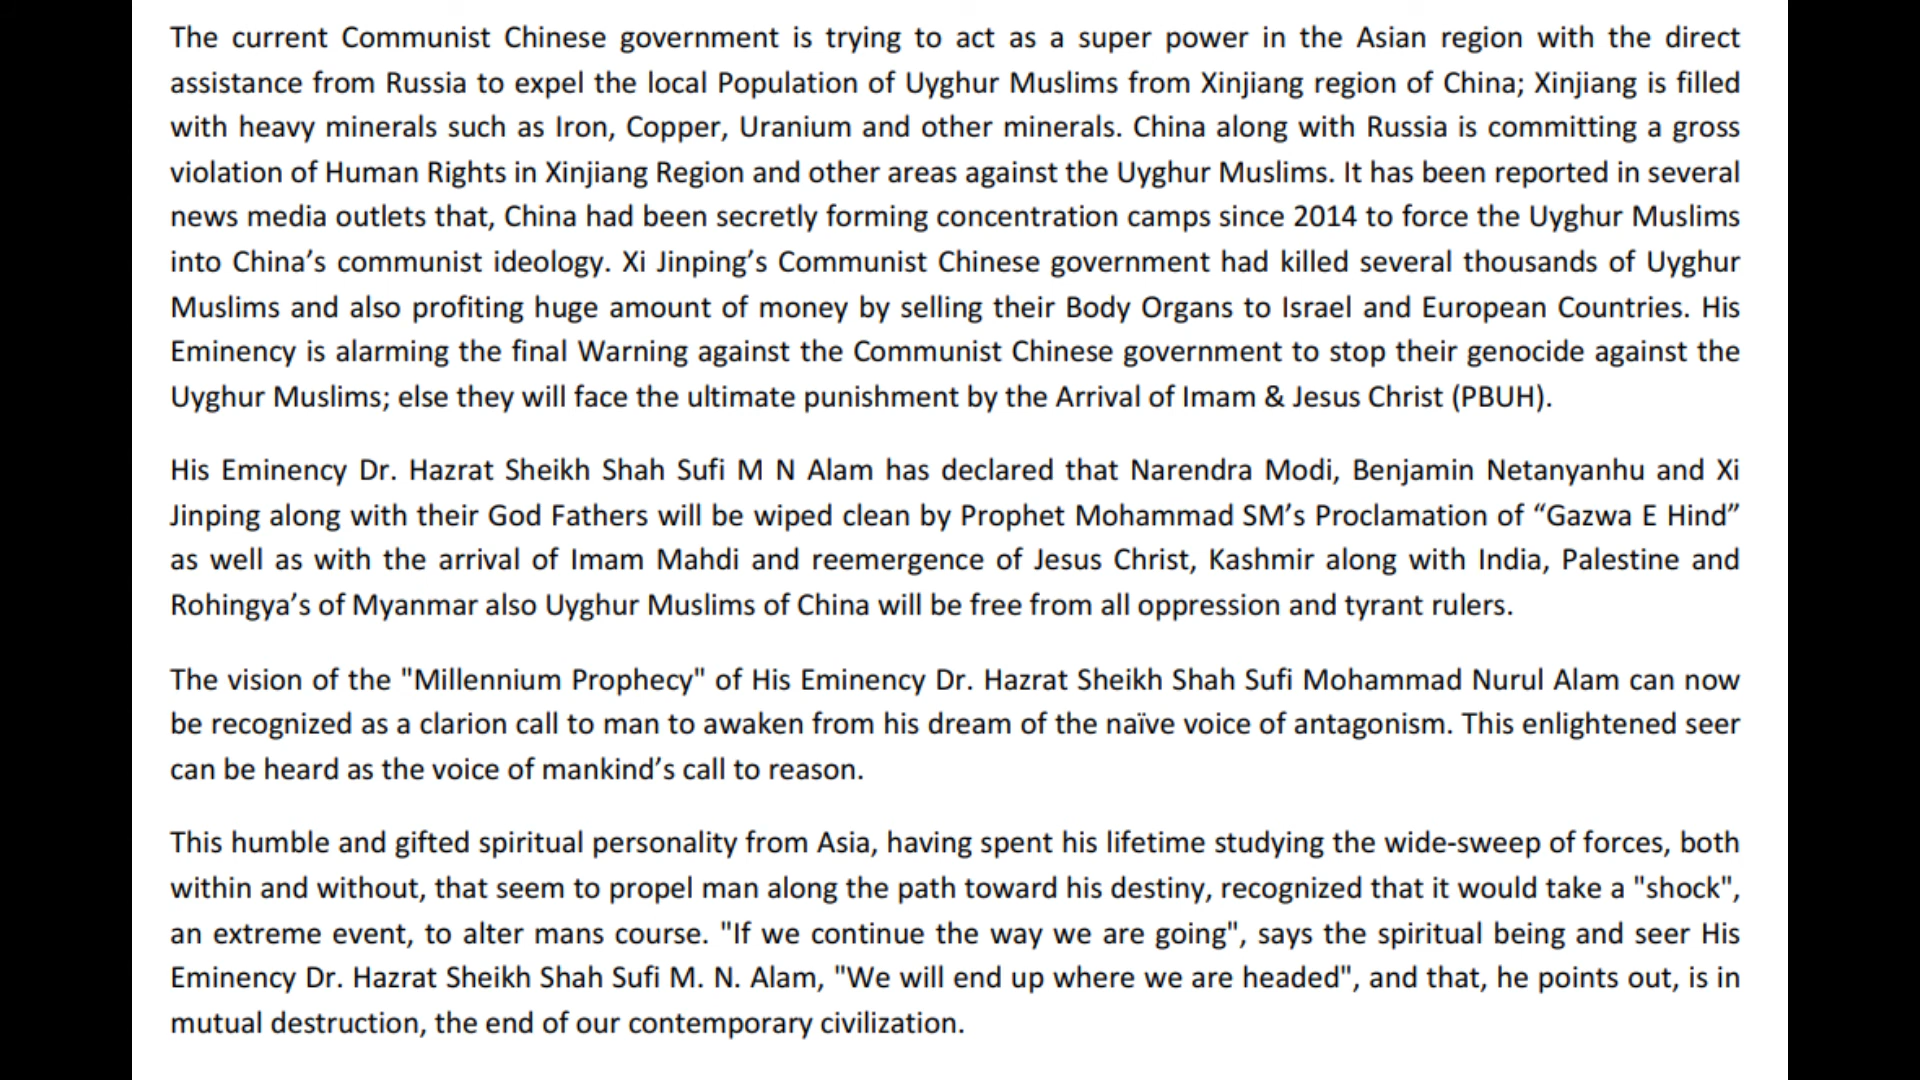 The current Communist Chinese government is trying to act as a super power in the Asian region with the direct
assistance from Russia to expel the local Population of Uyghur Muslims from Xinjiang region of China; Xinjiang is filled
with heavy minerals such as Iron, Copper, Uranium and other minerals. China along with Russia is committing a gross
violation of Human Rights in Xinjiang Region and other areas against the Uyghur Muslims. It has been reported in several
news media outlets that, China had been secretly forming concentration camps since 2014 to force the Uyghur Muslims
into China’s communist ideology. Xi Jinping’s Communist Chinese government had killed several thousands of Uyghur
Muslims and also profiting huge amount of money by selling their Body Organs to Israel and European Countries. His
Eminency is alarming the final Warning against the Communist Chinese government to stop their genocide against the
Uyghur Muslims; else they will face the ultimate punishment by the Arrival of Imam & Jesus Christ (PBUH).
His Eminency Dr. Hazrat Sheikh Shah Sufi M N Alam has declared that Narendra Modi, Benjamin Netanyanhu and Xi
Jinping along with their God Fathers will be wiped clean by Prophet Mohammad SM’s Proclamation of “Gazwa E Hind”
as well as with the arrival of Imam Mahdi and reemergence of Jesus Christ, Kashmir along with India, Palestine and
Rohingya’s of Myanmar also Uyghur Muslims of China will be free from all oppression and tyrant rulers.
The vision of the "Millennium Prophecy" of His Eminency Dr. Hazrat Sheikh Shah Sufi Mohammad Nurul Alam can now
be recognized as a clarion call to man to awaken from his dream of the naïve voice of antagonism. This enlightened seer
can be heard as the voice of mankind’s call to reason.
This humble and gifted spiritual personality from Asia, having spent his lifetime studying the wide-sweep of forces, both
within and without, that seem to propel man along the path toward his destiny, recognized that it would take a "shock",
an extreme event, to alter mans course. "If we continue the way we are going", says the spiritual being and seer His
Eminency Dr. Hazrat Sheikh Shah Sufi M. N. Alam, "We will end up where we are headed", and that, he points out, is in
mutual destruction, the end of our contemporary civilization.